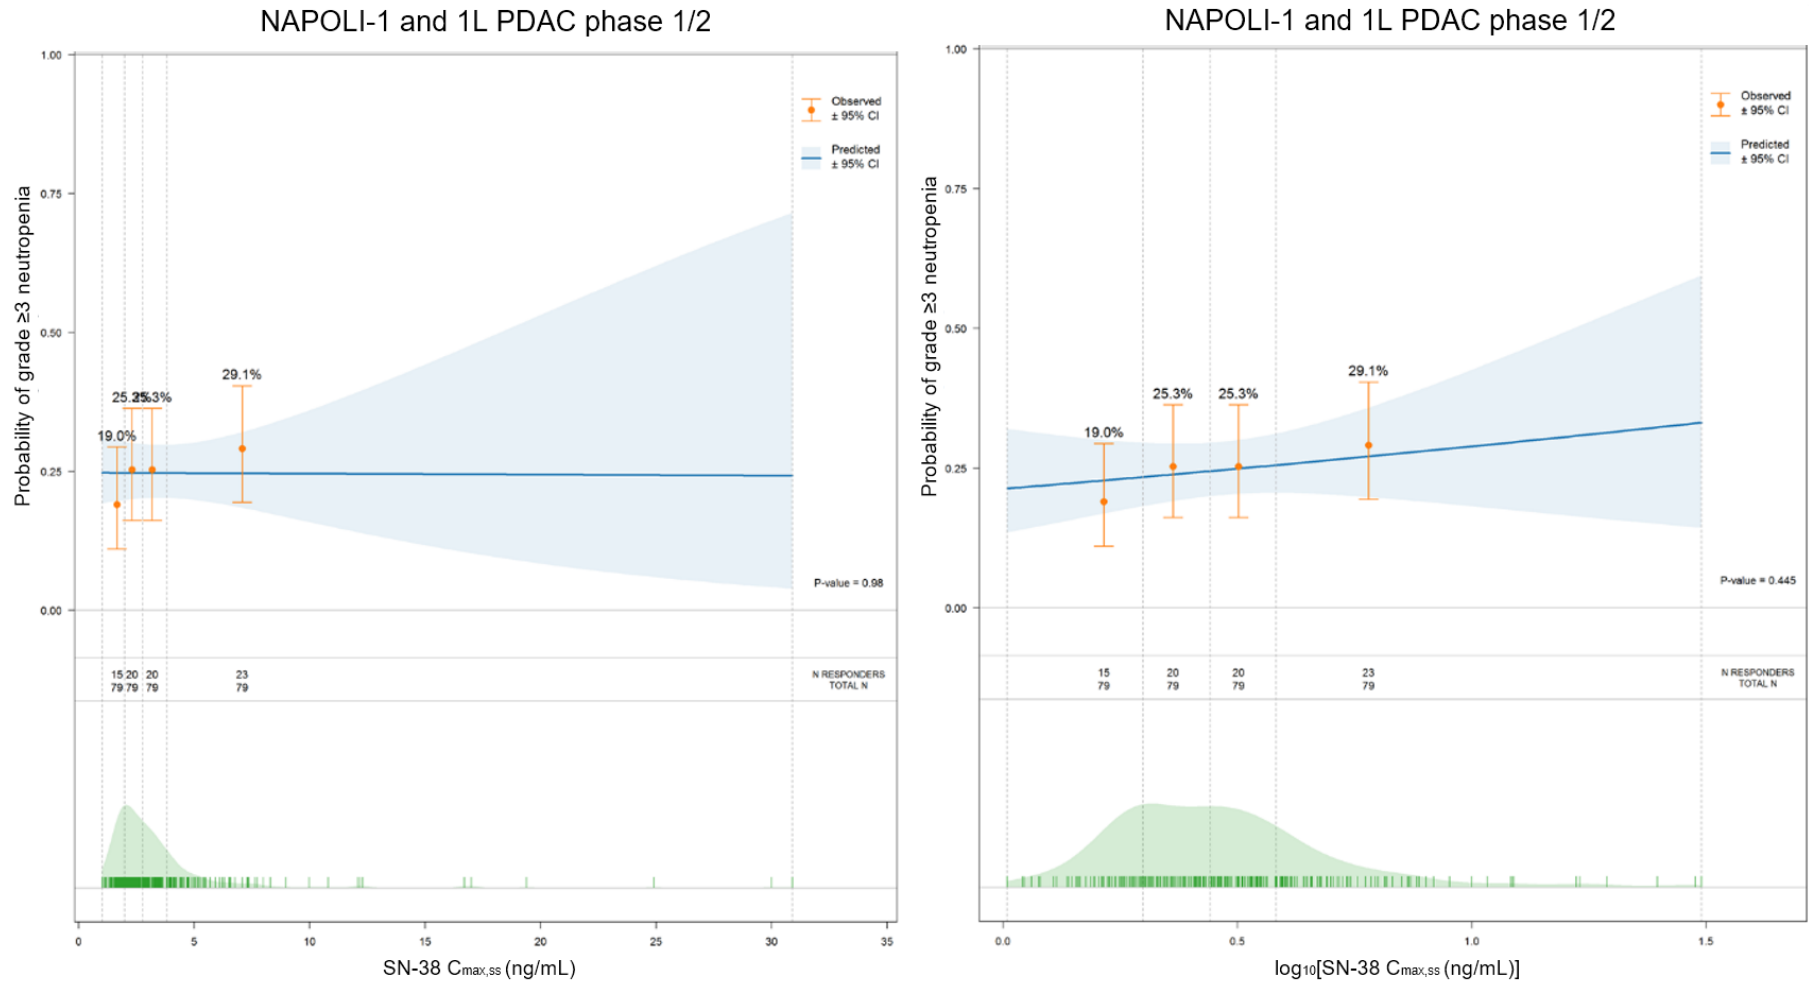 NAPOLI-1 and 1L PDAC phase 1/2
1.00
0.75
0.50
0.25
0.00
Probability of grade ≥3 neutropenia
Observed
± 95% CI
Predicted
± 95% CI
19.0%
25.3%
25.3%
29.1%
P-value = 0.98
15 20 20 23
79 79 79 79
N RESPONDERS
TOTAL N
0 5 10 15 20 25 30 35
SN-38 Cmax,ss (ng/mL)
NAPOLI-1 and 1L PDAC phase 1/2
1.00
0.75
0.50
0.25
0.00
Probability of grade ≥3 neutropenia
Observed
± 95% CI
Predicted
± 95% CI
19.0%
25.3%
25.3%
29.1%
P-value = 0.445
15 20 20 23
79 79 79 79
N RESPONDERS
TOTAL N
0.0 0.5 1.0 1.5
log10[SN-38 Cmax,ss (ng/mL)]